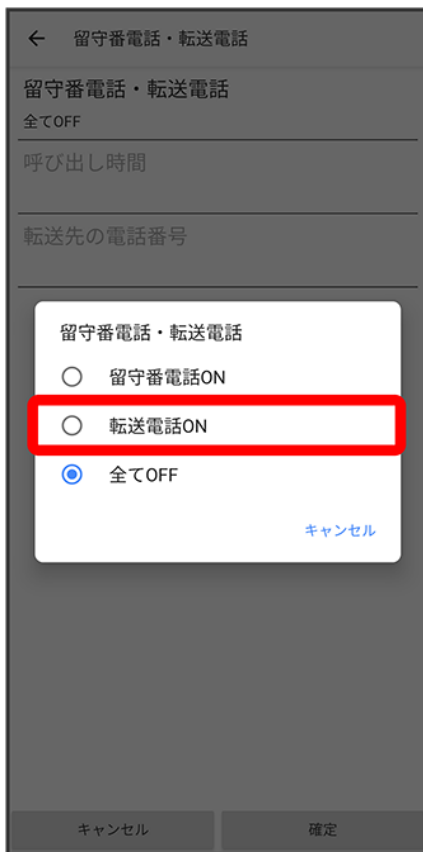 留守番電話・転送電話
留守番電話・転送電話
全てOFF
呼び出し時間
転送先の電話番号
留守番電話・転送電話
留守番電話ON
転送電話ON
全てOFF
キャンセル
キャンセル
確定